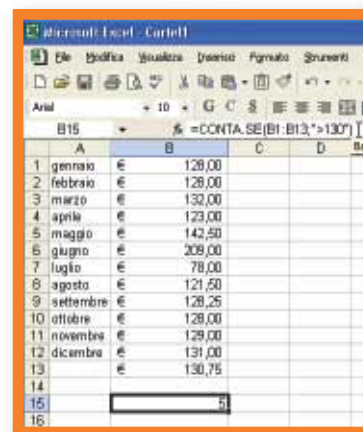 Microsoft Excel - Cartel1
File Modifica Visualizza Inserisci Formato Strumenti
Arial 10 G C S
B15 fx =CONTA.SE(B1:B13;">130")
A B C D
1 gennaio € 128,00
2 febbraio € 128,00
3 marzo € 132,00
4 aprile € 123,00
5 maggio € 142,50
6 giugno € 209,00
7 luglio € 78,00
8 agosto € 121,50
9 settembre € 128,25
10 ottobre € 128,00
11 novembre € 129,00
12 dicembre € 131,00
13 € 130,75
14
15 5
16